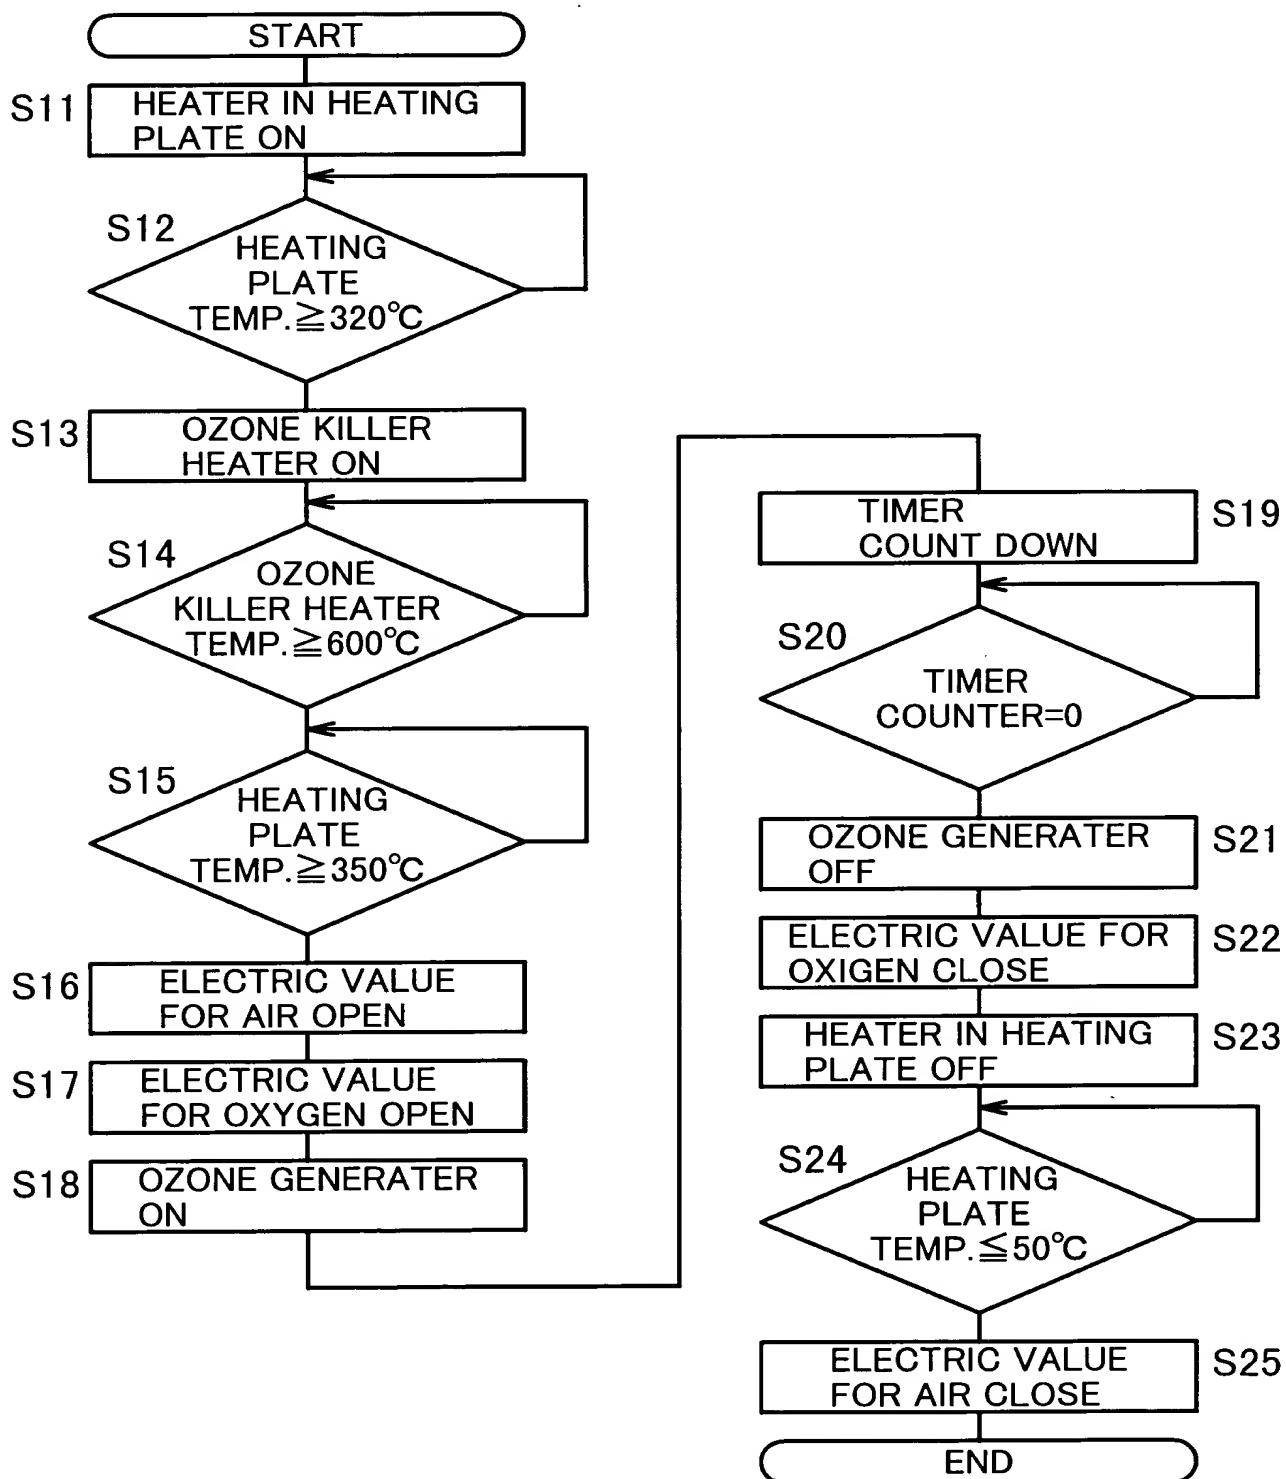 START
S11
HEATER IN HEATING
PLATE ON
S12
HEATING
PLATE
TEMP.≧320°C
S13
OZONE KILLER
HEATER ON
S14
OZONE
KILLER HEATER
TEMP.≧600°C
S15
HEATING
PLATE
TEMP.≧350°C
S16
ELECTRIC VALUE
FOR AIR OPEN
S17
ELECTRIC VALUE
FOR OXYGEN OPEN
S18
OZONE GENERATER
ON
TIMER
COUNT DOWN
S19
S20
TIMER
COUNTER=0
OZONE GENERATER
OFF
S21
ELECTRIC VALUE FOR
OXIGEN CLOSE
S22
HEATER IN HEATING
PLATE OFF
S23
S24
HEATING
PLATE
TEMP.≦50°C
ELECTRIC VALUE
FOR AIR CLOSE
S25
END